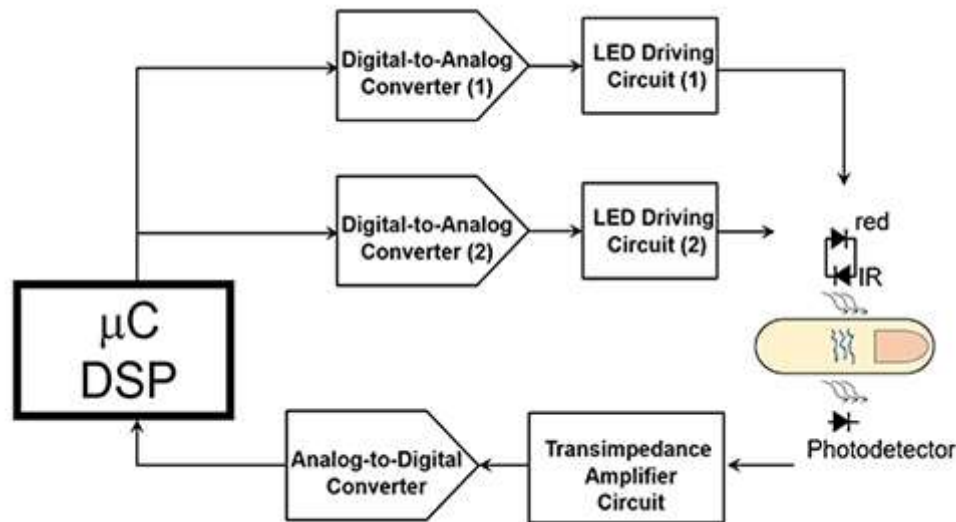 Digital-to-Analog
Converter (1)
LED Driving
Circuit (1)
Digital-to-Analog
Converter (2)
LED Driving
Circuit (2)
red
IR
μC
DSP
Analog-to-Digital
Converter
Transimpedance
Amplifier
Circuit
Photodetector